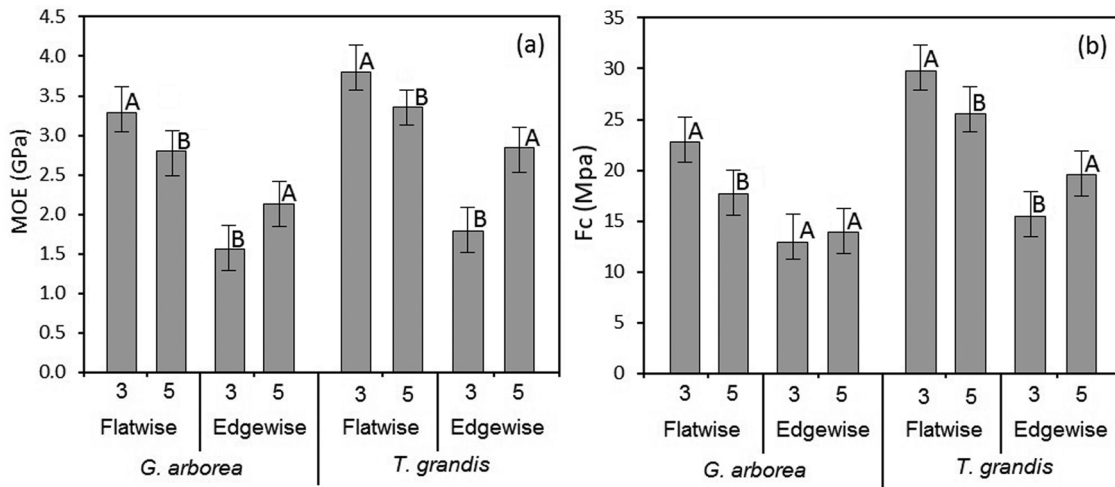 (a)
MOE (GPa)
4.5
4.0
3.5
3.0
2.5
2.0
1.5
1.0
0.5
0.0
A
B
B
A
A
B
B
A
3 5 3 5 3 5 3 5
Flatwise Edgewise Flatwise Edgewise
G. arborea T. grandis
(b)
Fc (Mpa)
35
30
25
20
15
10
5
0
A
B
A
A
A
B
B
A
3 5 3 5 3 5 3 5
Flatwise Edgewise Flatwise Edgewise
G. arborea T. grandis